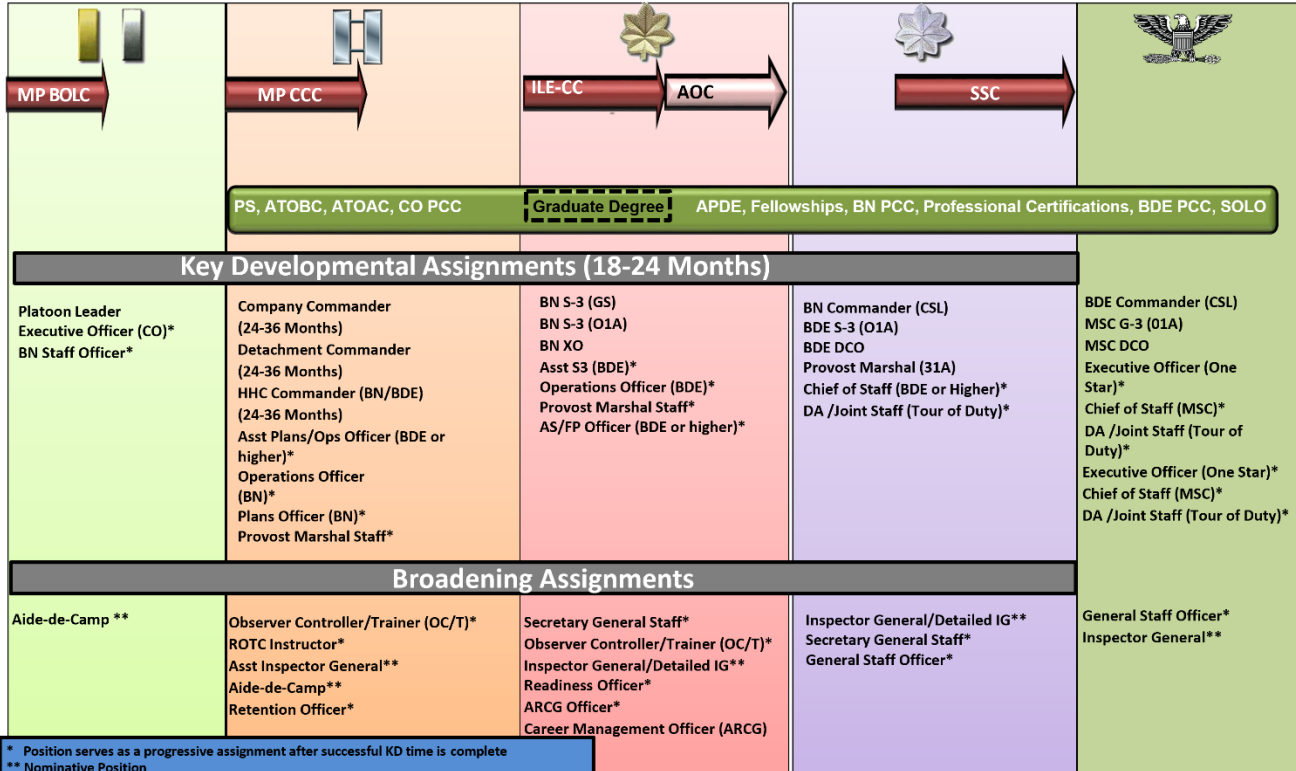 MP BOLC
MP CCC
ILE-CC
AOC
SSC
PS, ATOBC, ATOAC, CO PCC
Graduate Degree
APDE, Fellowships, BN PCC, Professional Certifications, BDE PCC, SOLO
Key Developmental Assignments (18-24 Months)
Platoon Leader
Executive Officer (CO)*
BN Staff Officer*
Company Commander
(24-36 Months)
Detachment Commander
(24-36 Months)
HHC Commander (BN/BDE)
(24-36 Months)
Asst Plans/Ops Officer (BDE or
higher)*
Operations Officer
(BN)*
Plans Officer (BN)*
Provost Marshal Staff*
BN S-3 (GS)
BN S-3 (O1A)
BN XO
Asst S3 (BDE)*
Operations Officer (BDE)*
Provost Marshal Staff*
AS/FP Officer (BDE or higher)*
BN Commander (CSL)
BDE S-3 (O1A)
BDE DCO
Provost Marshal (31A)
Chief of Staff (BDE or Higher)*
DA /Joint Staff (Tour of Duty)*
BDE Commander (CSL)
MSC G-3 (01A)
MSC DCO
Executive Officer (One
Star)*
Chief of Staff (MSC)*
DA /Joint Staff (Tour of
Duty)*
Executive Officer (One Star)*
Chief of Staff (MSC)*
DA /Joint Staff (Tour of Duty)*
Broadening Assignments
Aide-de-Camp **
Observer Controller/Trainer (OC/T)*
ROTC Instructor*
Asst Inspector General**
Aide-de-Camp**
Retention Officer*
Secretary General Staff*
Observer Controller/Trainer (OC/T)*
Inspector General/Detailed IG**
Readiness Officer*
ARCG Officer*
Career Management Officer (ARCG)
Inspector General/Detailed IG**
Secretary General Staff*
General Staff Officer*
General Staff Officer*
Inspector General**
* Position serves as a progressive assignment after successful KD time is complete
** Nominative Position